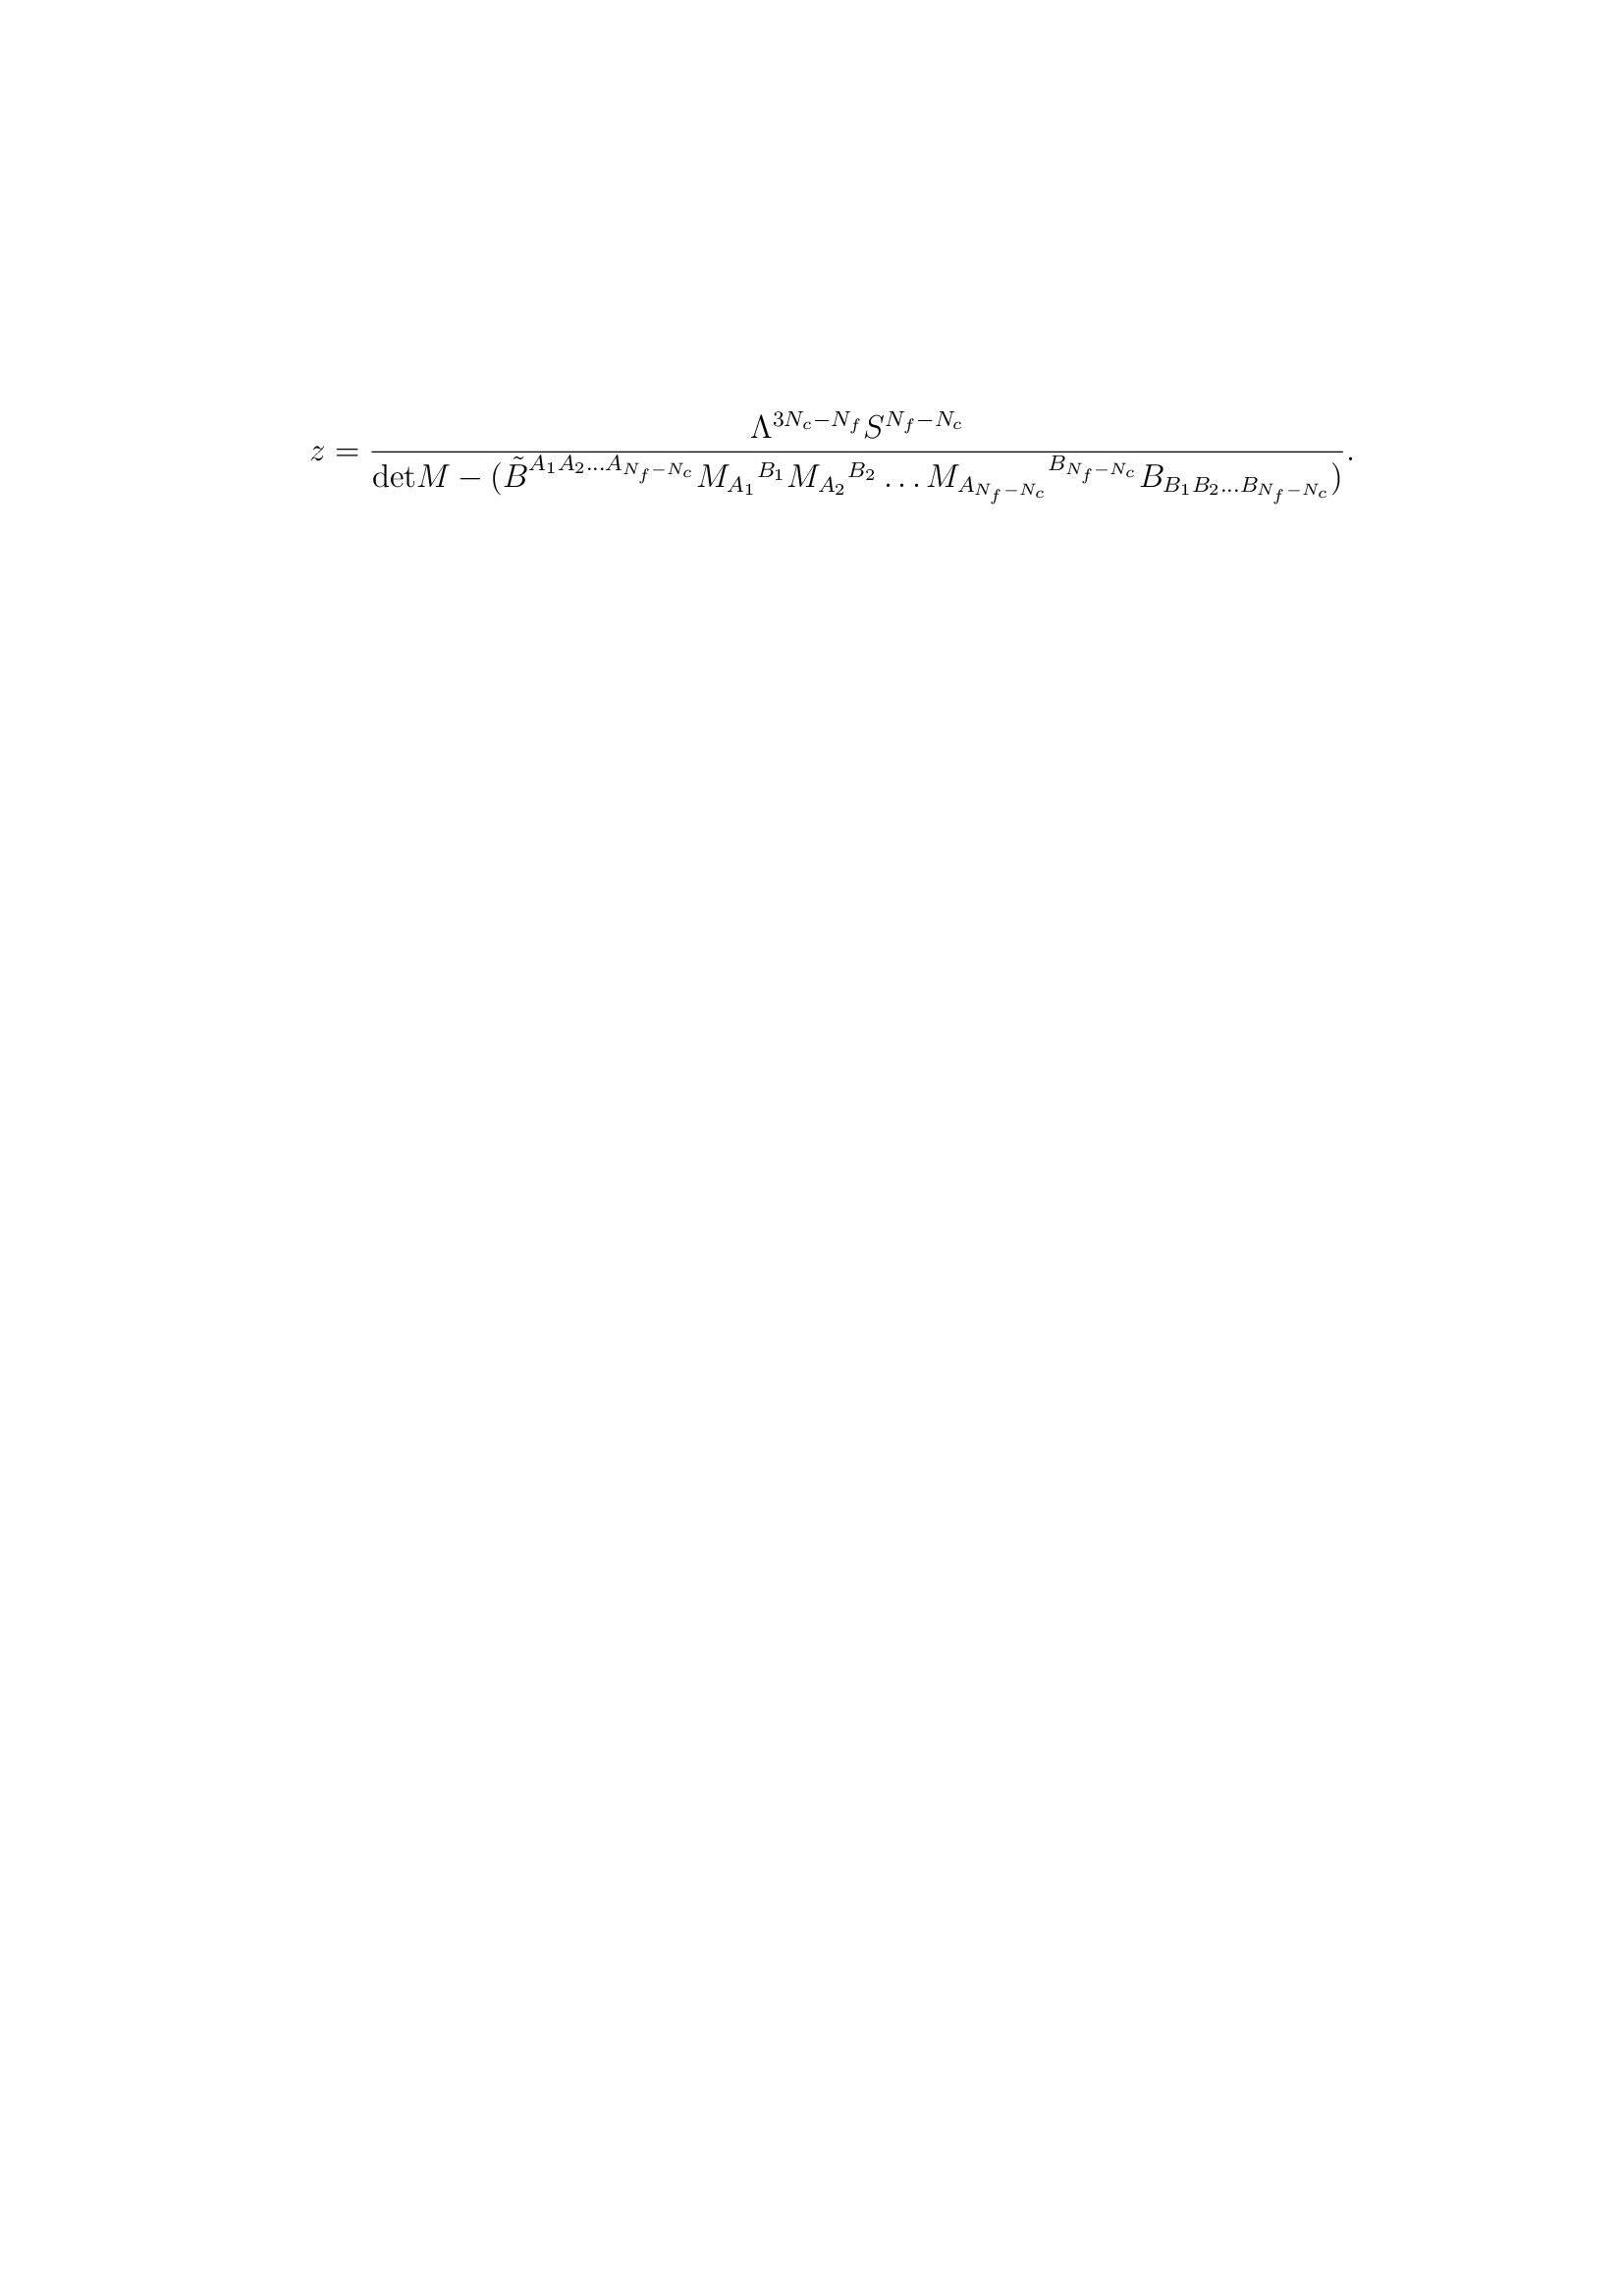 $$z = \frac{\Lambda^{3N_c-N_f} S^{N_f-N_c}}{\mathrm{det} M - (\tilde{B}^{A_1 A_2 \ldots A_{N_f-N_c}} {M_{A_1}}^{B_1} {M_{A_2}}^{B_2} \ldots {M_{A_{N_f-N_c}}}^{B_{N_f-N_c}} B_{B_1 B_2 \ldots B_{N_f-N_c}})}.$$